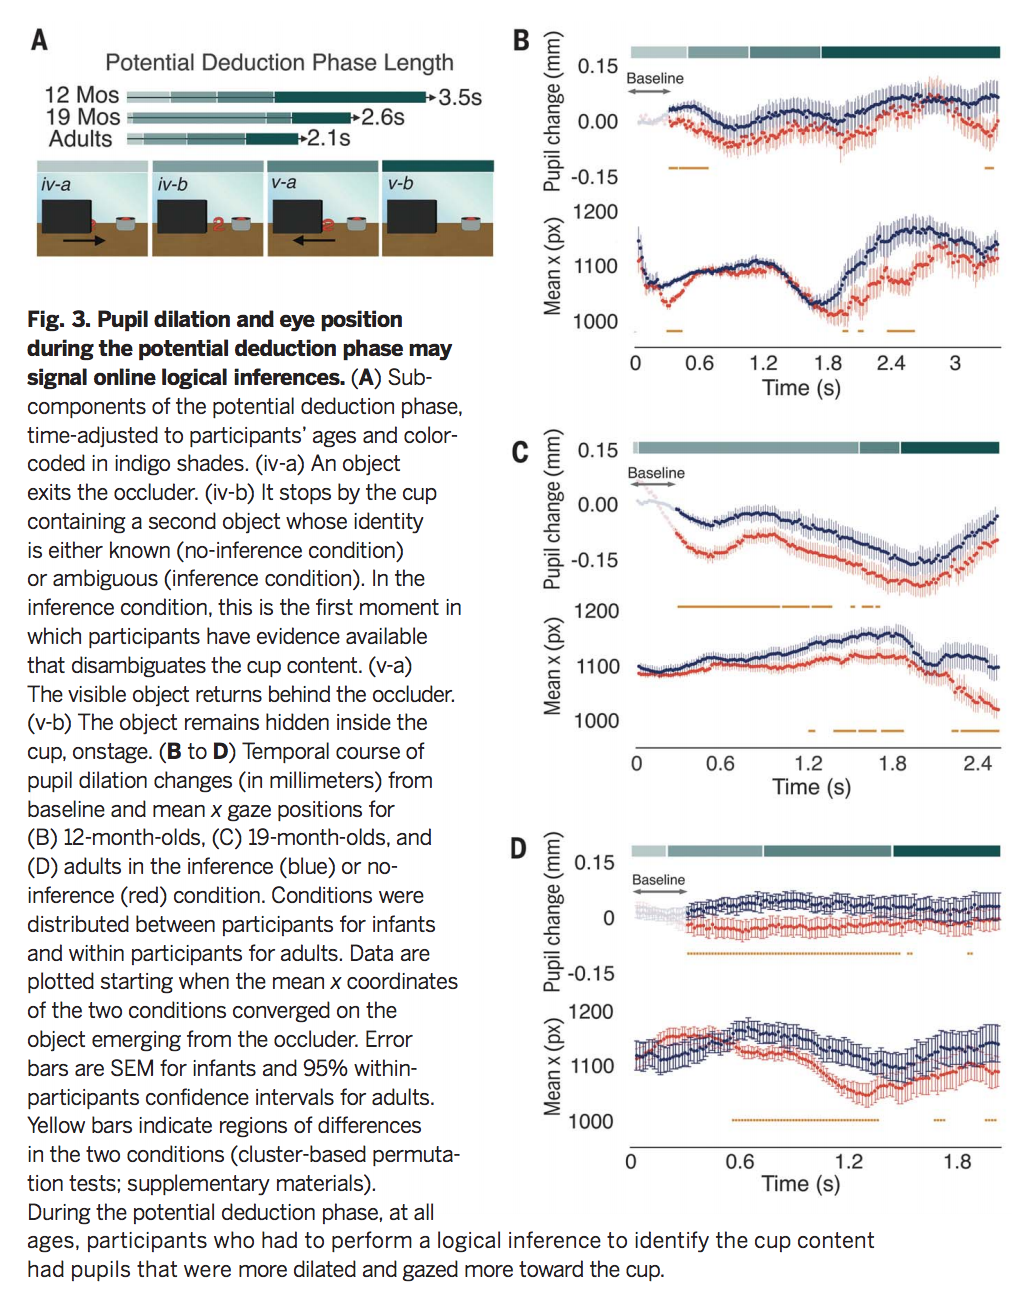 A
Potential Deduction Phase Length
12 Mos
3.5s
19 Mos
2.6s
Adults
2.1s
iv-a
iv-b
v-a
v-b
Fig. 3. Pupil dilation and eye position
during the potential deduction phase may
signal online logical inferences. (A) Sub-
components of the potential deduction phase,
time-adjusted to participants’ ages and color-
coded in indigo shades. (iv-a) An object
exits the occluder. (iv-b) It stops by the cup
containing a second object whose identity
is either known (no-inference condition)
or ambiguous (inference condition). In the
inference condition, this is the first moment in
which participants have evidence available
that disambiguates the cup content. (v-a)
The visible object returns behind the occluder.
(v-b) The object remains hidden inside the
cup, onstage. (B to D) Temporal course of
pupil dilation changes (in millimeters) from
baseline and mean x gaze positions for
(B) 12-month-olds, (C) 19-month-olds, and
(D) adults in the inference (blue) or no-
inference (red) condition. Conditions were
distributed between participants for infants
and within participants for adults. Data are
plotted starting when the mean x coordinates
of the two conditions converged on the
object emerging from the occluder. Error
bars are SEM for infants and 95% within-
participants confidence intervals for adults.
Yellow bars indicate regions of differences
in the two conditions (cluster-based permuta-
tion tests; supplementary materials).
During the potential deduction phase, at all
ages, participants who had to perform a logical inference to identify the cup content
had pupils that were more dilated and gazed more toward the cup.
B
Pupil change (mm)
0.15
0.00
-0.15
Baseline
Mean x (px)
1200
1100
1000
0 0.6 1.2 1.8 2.4 3
Time (s)
C
Pupil change (mm)
0.15
0.00
-0.15
Baseline
Mean x (px)
1200
1100
1000
0 0.6 1.2 1.8 2.4
Time (s)
D
Pupil change (mm)
0.15
0
-0.15
Baseline
Mean x (px)
1200
1100
1000
0 0.6 1.2 1.8
Time (s)